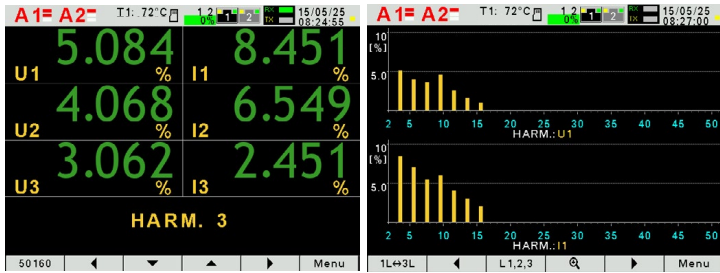 A1 A2 T1: 72°C 1 2 0% 1 2 RX TX 15/05/25 08:24:55
5.084 8.451
U1 % I1 %
4.068 6.549
U2 % I2 %
3.062 2.451
U3 % I3 %
HARM. 3
50160 Menu
A1 A2 T1: 72°C 1 2 0% 1 2 RX TX 15/05/25 08:27:00
10
[%]
5.0
2 5 10 15 20 25 30 35 40 45 50
HARM.:U1
10
[%]
5.0
2 5 10 15 20 25 30 35 40 45 50
HARM.:I1
1L↔3L L1,2,3 Menu